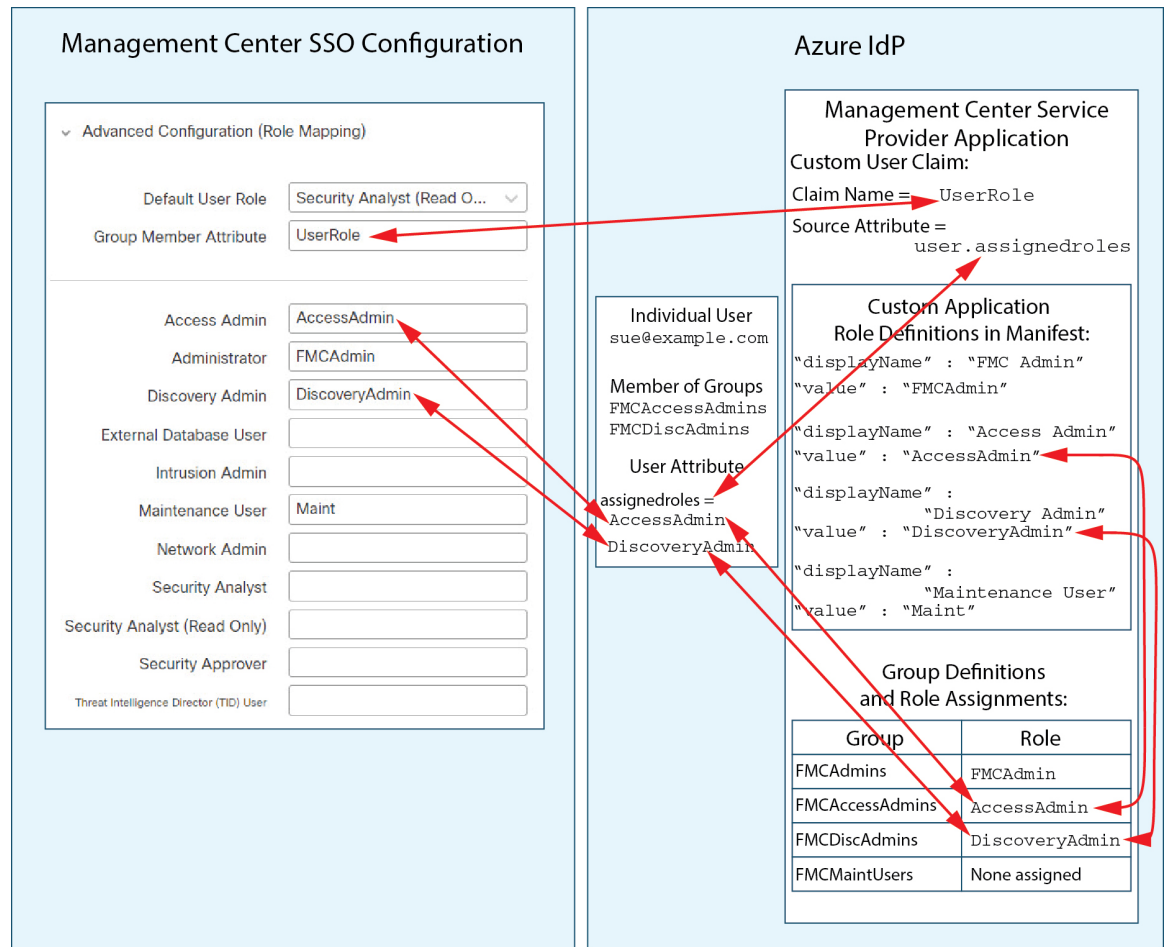 Management Center SSO Configuration
Advanced Configuration (Role Mapping)
Default User Role
Security Analyst (Read O...
Group Member Attribute
UserRole
Access Admin
AccessAdmin
Administrator
FMCAdmin
Discovery Admin
DiscoveryAdmin
External Database User
Intrusion Admin
Maintenance User
Maint
Network Admin
Security Analyst
Security Analyst (Read Only)
Security Approver
Threat Intelligence Director (TID) User
Azure IdP
Individual User
sue@example.com
Member of Groups
FMCAccessAdmins
FMCDiscAdmins
User Attribute
assignedroles =
AccessAdmin
DiscoveryAdmin
Management Center Service
Provider Application
Custom User Claim:
Claim Name = UserRole
Source Attribute =
user.assignedroles
Custom Application
Role Definitions in Manifest:
“displayName” : “FMC Admin”
“value” : “FMCAdmin”
“displayName” : “Access Admin”
“value” : “AccessAdmin”
“displayName” :
“Discovery Admin”
“value” : “DiscoveryAdmin”
“displayName” :
“Maintenance User”
“value” : “Maint”
Group Definitions
and Role Assignments:
Group Role
FMCAdmins FMCAdmin
FMCAccessAdmins AccessAdmin
FMCDiscAdmins DiscoveryAdmin
FMCMaintUsers None assigned